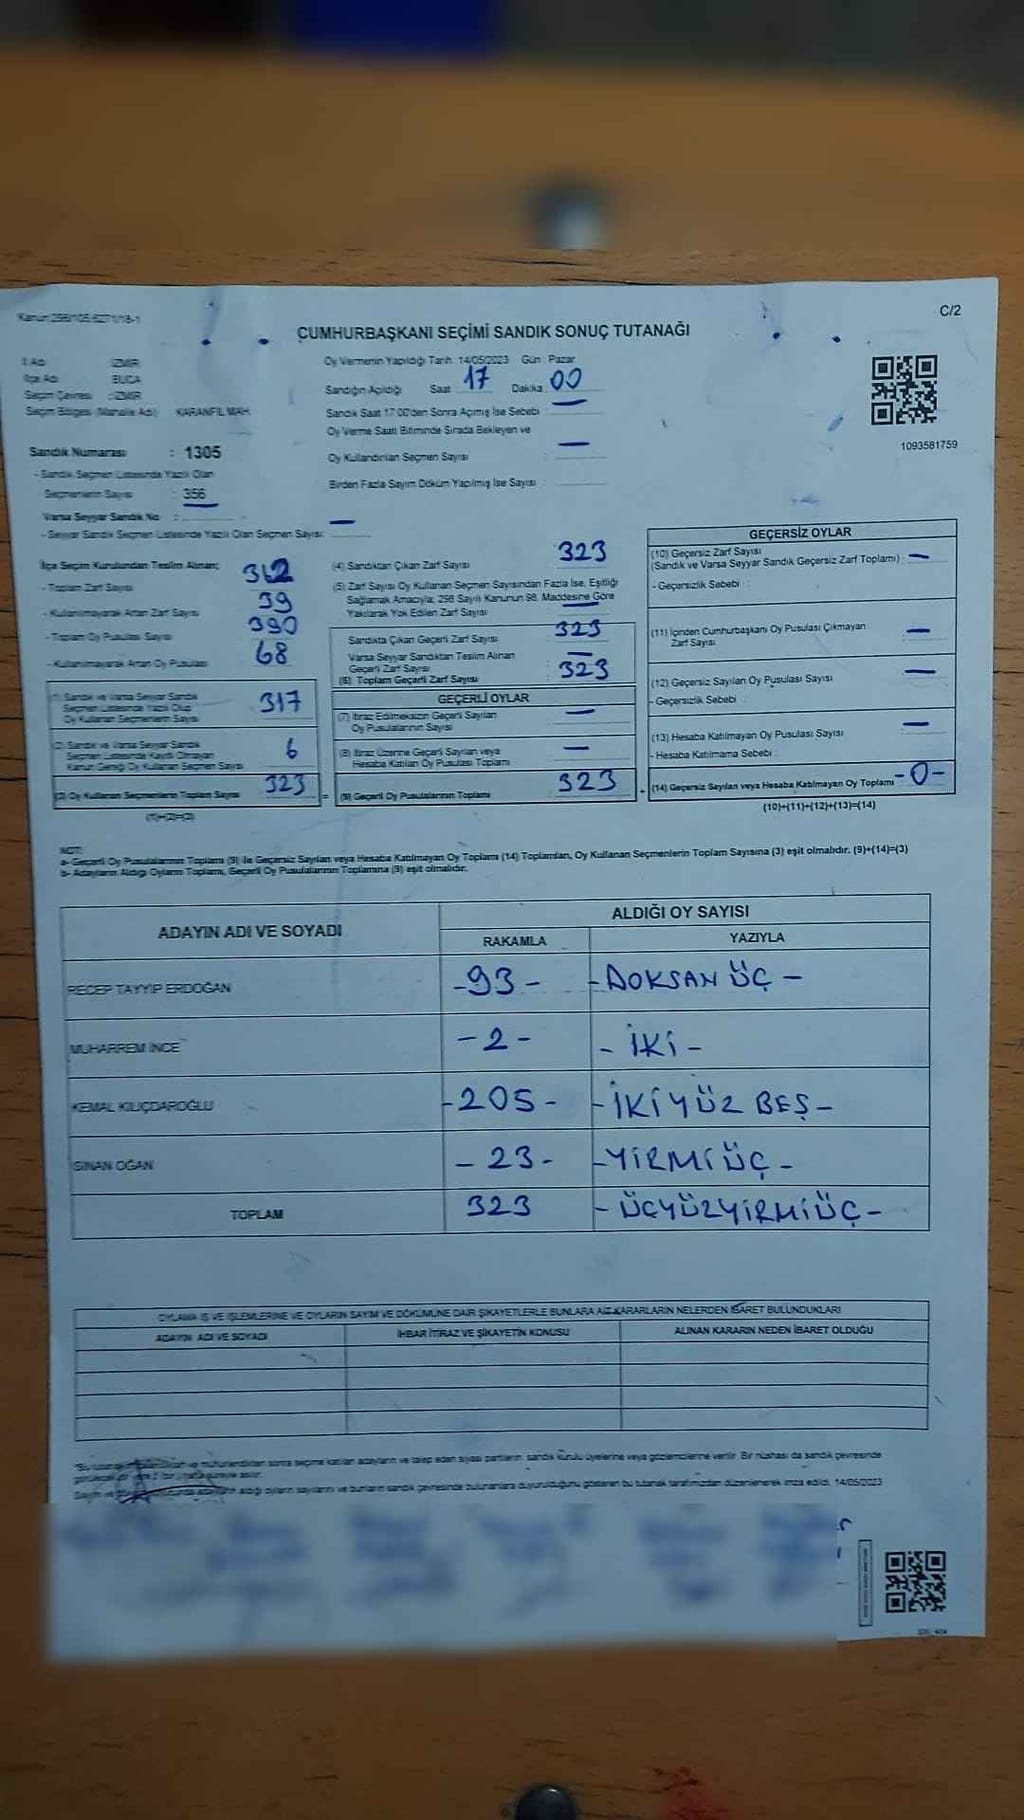 Kanun:298/105,6271/18-1
C/2
CUMHURBAŞKANI SEÇİMİ SANDIK SONUÇ TUTANAĞI
İl Adı : İZMİR
İlçe Adı : BUCA
Seçim Çevresi : İZMİR
Seçim Bölgesi (Mahalle Adı) : KARANFİL MAH.
Sandık Numarası : 1305
- Sandık Seçmen Listesinde Yazılı Olan
Seçmenlerin Sayısı : 356
Varsa Seyyar Sandık No :
- Seyyar Sandık Seçmen Listesinde Yazılı Olan Seçmen Sayısı: —
Oy Vermenin Yapıldığı Tarih: 14/05/2023 Gün : Pazar
Sandığın Açıldığı Saat 17 Dakika 00
Sandık Saat 17:00'den Sonra Açılmış İse Sebebi : —
Oy Verme Saati Bitiminde Sırada Bekleyen ve
Oy Kullandırılan Seçmen Sayısı : —
Birden Fazla Sayım Döküm Yapılmış İse Sayısı :
1093581759
İlçe Seçim Kurulundan Teslim Alınan;
- Toplam Zarf Sayısı : 362
- Kullanılmayarak Artan Zarf Sayısı 39
- Toplam Oy Pusulası Sayısı 390
- Kullanılmayarak Artan Oy Pusulası 68
(1) Sandık ve Varsa Seyyar Sandık
Seçmen Listesinde Yazılı Olup
Oy Kullanan Seçmenlerin Sayısı 317
(2) Sandık ve Varsa Seyyar Sandık
Seçmen Listesinde Kaydı Olmayan
Kanun Gereği Oy Kullanan Seçmen Sayısı 6
(3) Oy Kullanan Seçmenlerin Toplam Sayısı 323
(1)+(2)=(3)
(4) Sandıktan Çıkan Zarf Sayısı 323
(5) Zarf Sayısı Oy Kullanan Seçmen Sayısından Fazla İse, Eşitliği
Sağlamak Amacıyla; 298 Sayılı Kanunun 98. Maddesine Göre
Yakılarak Yok Edilen Zarf Sayısı —
Sandıkta Çıkan Geçerli Zarf Sayısı : 323
Varsa Seyyar Sandıktan Teslim Alınan
Geçerli Zarf Sayısı : —
(6) Toplam Geçerli Zarf Sayısı 323
GEÇERLİ OYLAR
(7) İtiraz Edilmeksizin Geçerli Sayılan
Oy Pusulalarının Sayısı : —
(8) İtiraz Üzerine Geçerli Sayılan veya
Hesaba Katılan Oy Pusulası Toplamı : —
= (9) Geçerli Oy Pusulalarının Toplamı 323
GEÇERSİZ OYLAR
(10) Geçersiz Zarf Sayısı
(Sandık ve Varsa Seyyar Sandık Geçersiz Zarf Toplamı) : —
- Geçersizlik Sebebi :
(11) İçinden Cumhurbaşkanı Oy Pusulası Çıkmayan
Zarf Sayısı : —
(12) Geçersiz Sayılan Oy Pusulası Sayısı : —
- Geçersizlik Sebebi :
(13) Hesaba Katılmayan Oy Pusulası Sayısı : —
- Hesaba Katılmama Sebebi :
+ (14) Geçersiz Sayılan veya Hesaba Katılmayan Oy Toplamı - 0 -
(10)+(11)+(12)+(13)=(14)
NOT:
a- Geçerli Oy Pusulalarının Toplamı (9) ile Geçersiz Sayılan veya Hesaba Katılmayan Oy Toplamı (14) Toplamları, Oy Kullanan Seçmenlerin Toplam Sayısına (3) eşit olmalıdır. (9)+(14)=(3)
b- Adayların Aldığı Oyların Toplamı, Geçerli Oy Pusulalarının Toplamına (9) eşit olmalıdır.
ADAYIN ADI VE SOYADI
ALDIĞI OY SAYISI
RAKAMLA YAZIYLA
RECEP TAYYİP ERDOĞAN -93- -DOKSAN ÜÇ-
MUHARREM İNCE -2- -İKİ-
KEMAL KILIÇDAROĞLU -205- -İKİYÜZ BEŞ-
SİNAN OĞAN -23- -YİRMİÜÇ-
TOPLAM 323 -ÜÇYÜZYİRMİÜÇ-
OYLAMA İŞ VE İŞLEMLERİNE VE OYLARIN SAYIM VE DÖKÜMÜNE DAİR ŞİKAYETLERLE BUNLARA AİT KARARLARIN NELERDEN İBARET BULUNDUKLARI
ADAYIN ADI VE SOYADI İHBAR İTİRAZ VE ŞİKAYETİN KONUSU ALINAN KARARIN NEDEN İBARET OLDUĞU
sonra seçime katılan adayların ve talep eden siyasi partilerin sandık kurulu üyelerine veya gözlemcilerine verilir. Bir nüshası da sandık çevresinde
adayların aldığı oyların sayılarını ve bunların sandık çevresinde bulunanlara duyurulduğunu gösteren bu tutanak tarafımızdan düzenlenerek imza edildi. 14/05/2023